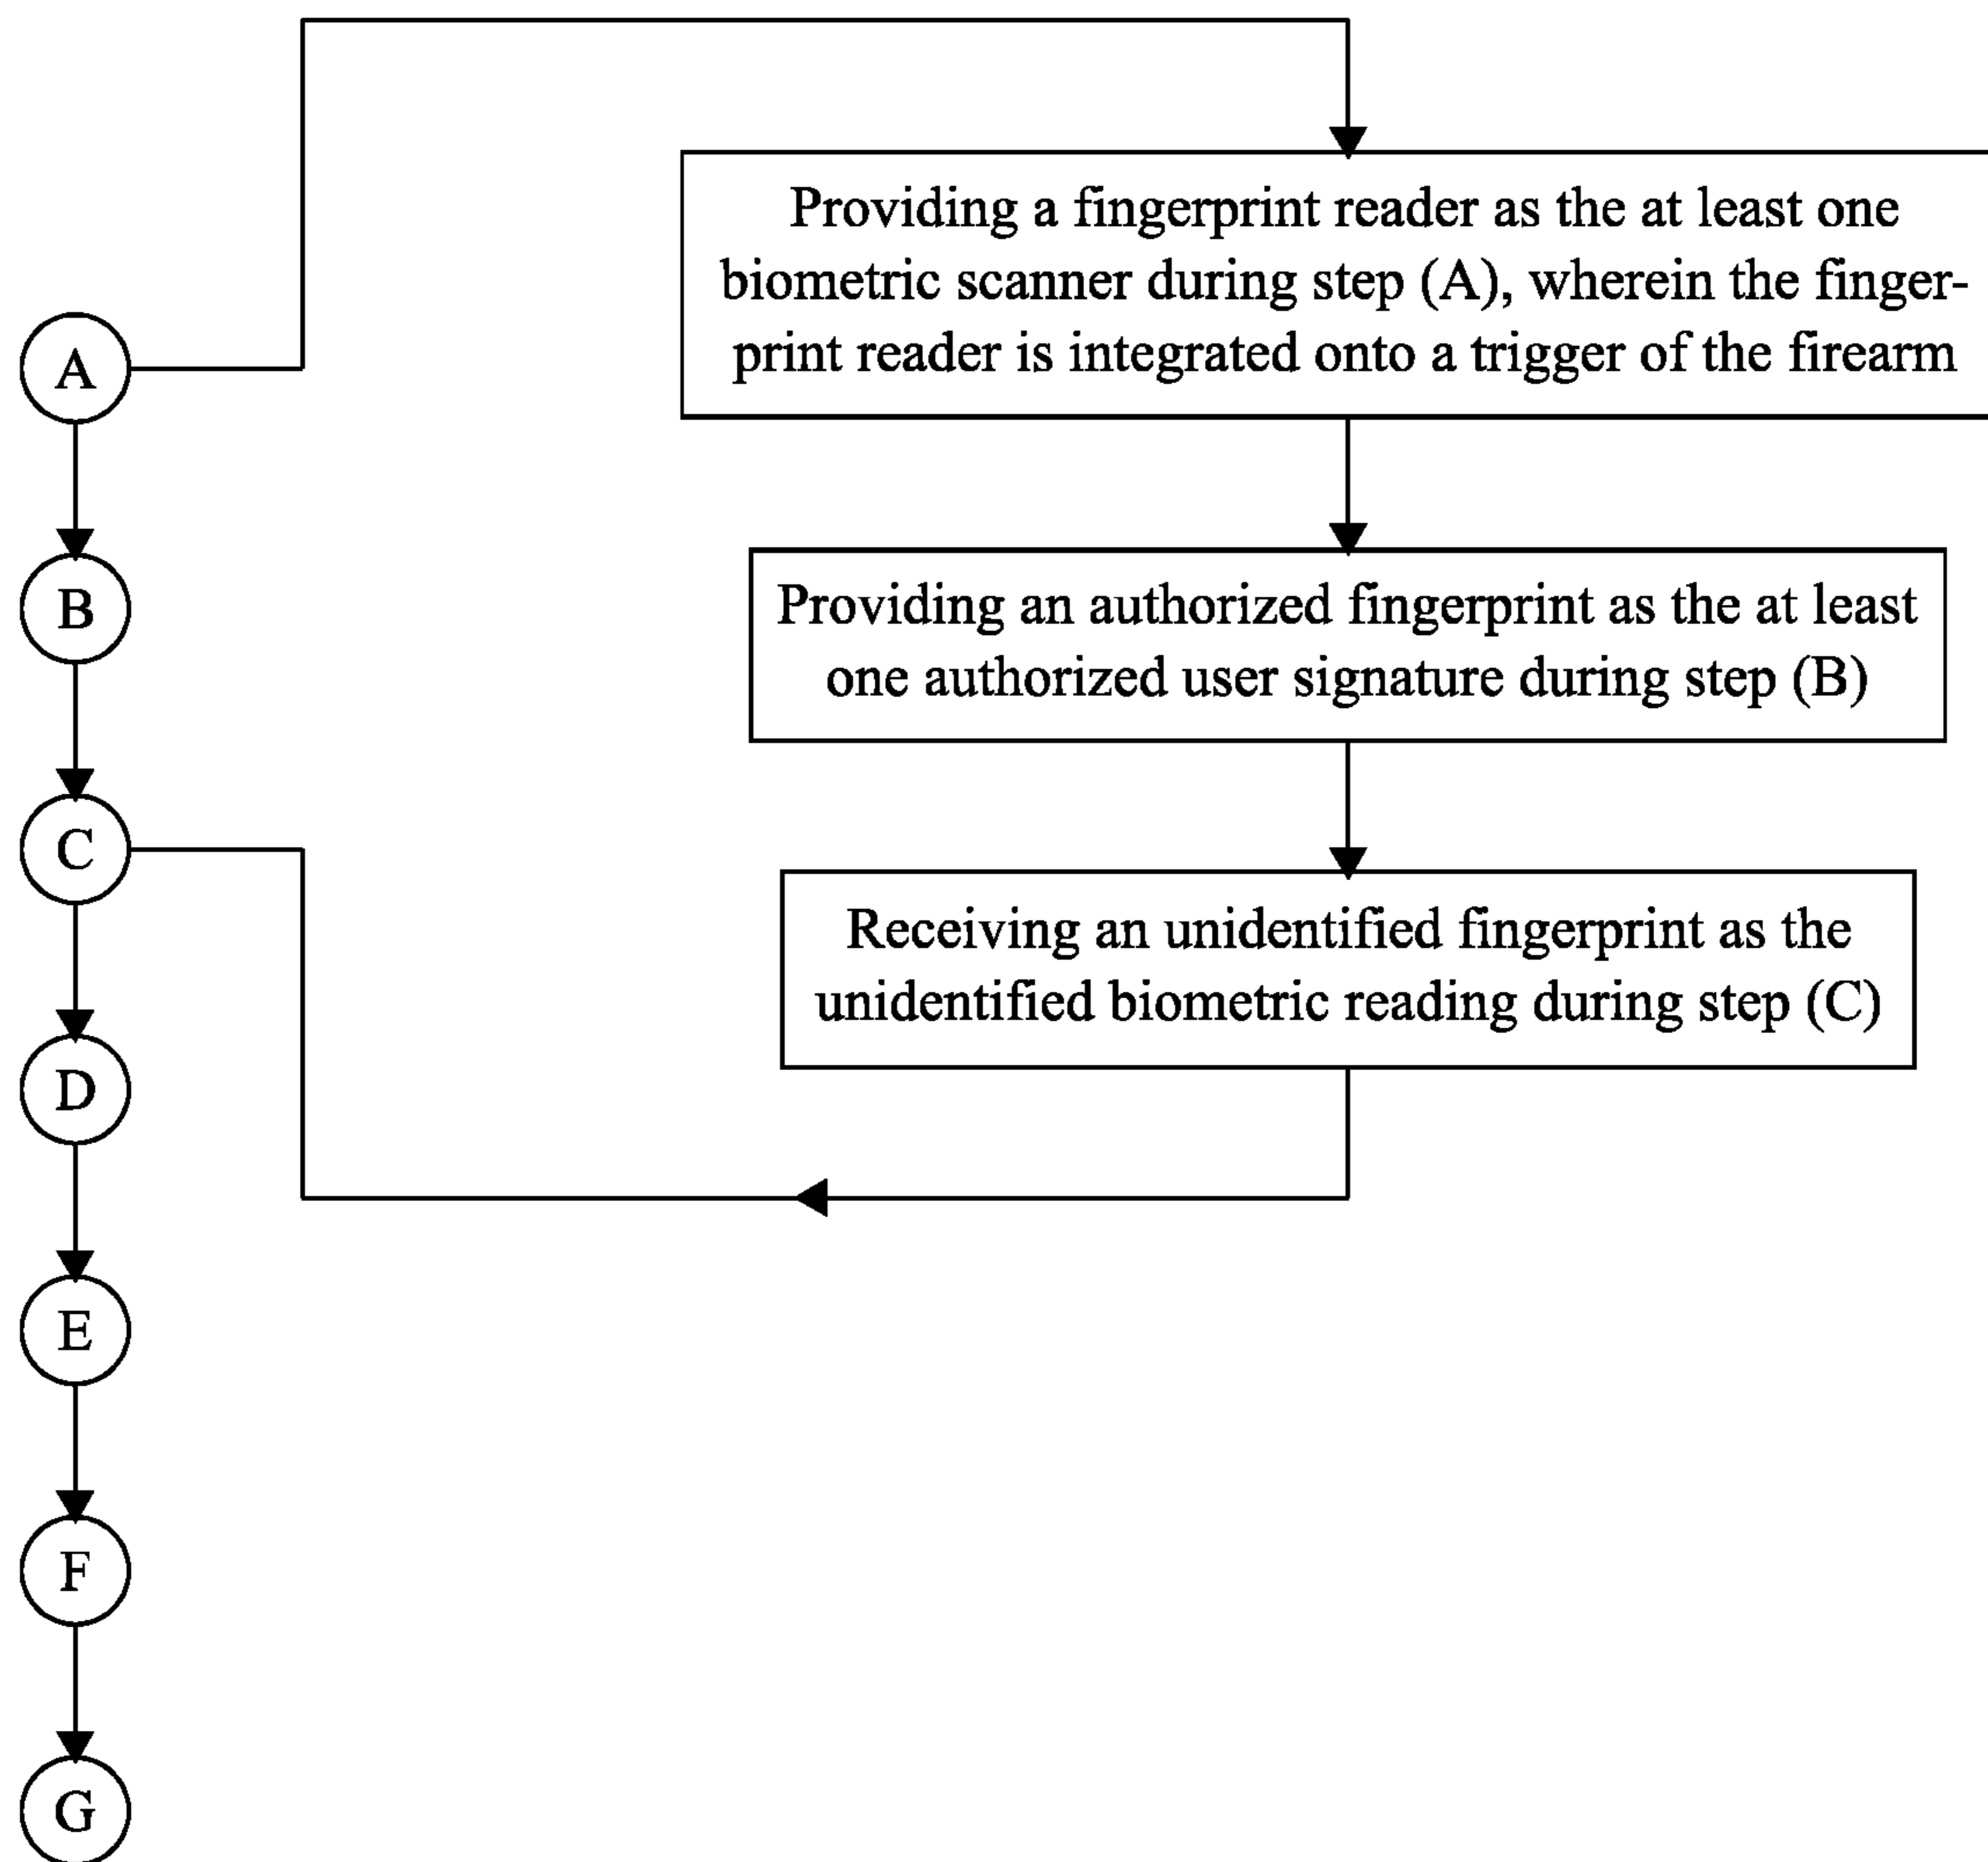 Providing a fingerprint reader as the at least one
biometric scanner during step (A), wherein the finger-
print reader is integrated onto a trigger of the firearm
A
Providing an authorized fingerprint as the at least
one authorized user signature during step (B)
B
C
Receiving an unidentified fingerprint as the
unidentified biometric reading during step (C)
D
E
F
G